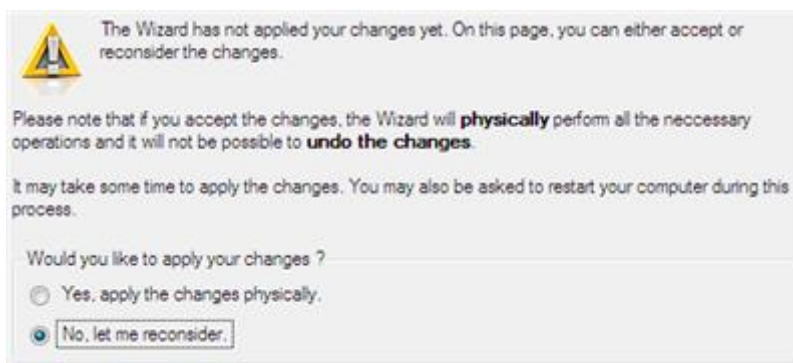 The Wizard has not applied your changes yet. On this page, you can either accept or
reconsider the changes.
Please note that if you accept the changes, the Wizard will physically perform all the neccessary
operations and it will not be possible to undo the changes.
It may take some time to apply the changes. You may also be asked to restart your computer during this
process.
Would you like to apply your changes ?
Yes, apply the changes physically.
No, let me reconsider.